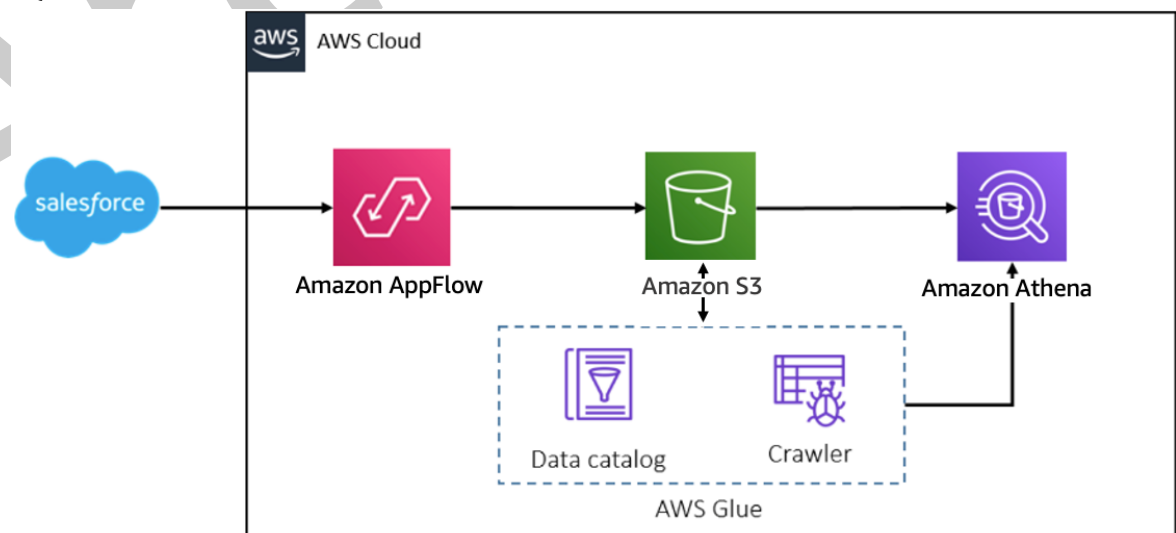 aws
AWS Cloud
salesforce
Amazon AppFlow
Amazon S3
Amazon Athena
Data catalog
Crawler
AWS Glue